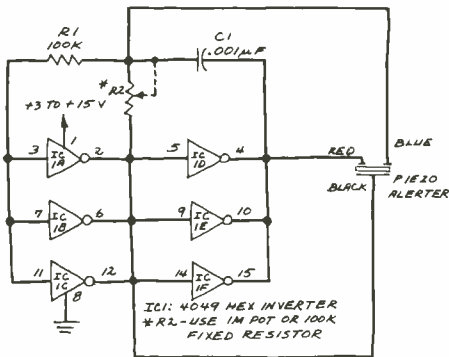 R1
100K
C1
.001µF
*R2
+3 TO +15 V
1
3
IC
1A
2
5
IC
1D
4
RED
BLUE
BLACK
PIEZO
ALERTER
7
IC
1B
6
9
IC
1E
10
11
IC
1C
12
8
14
IC
1F
15
IC1: 4049 HEX INVERTER
*R2-USE 1M POT OR 100K
FIXED RESISTOR